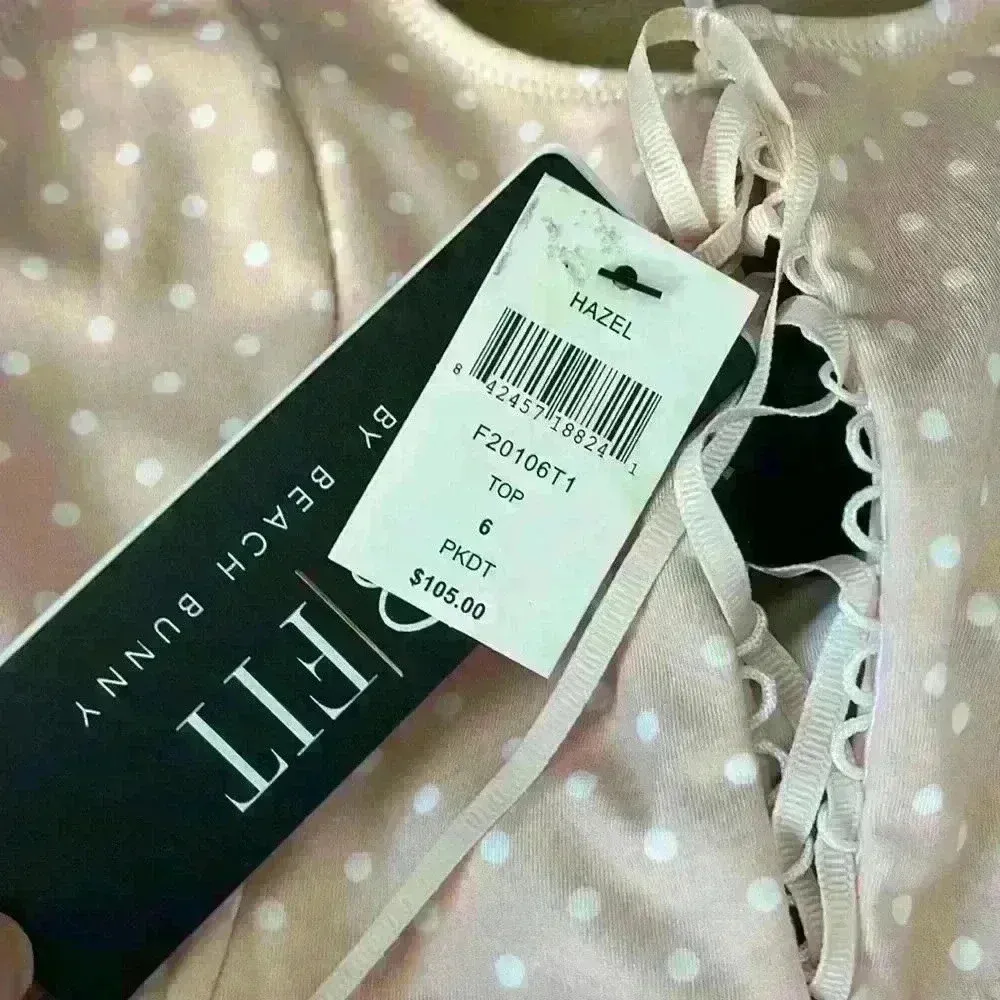 HAZEL
8 42457 18824 1
F20106T1
TOP
6
PKDT
$105.00
FIT
BY BEACH BUNNY